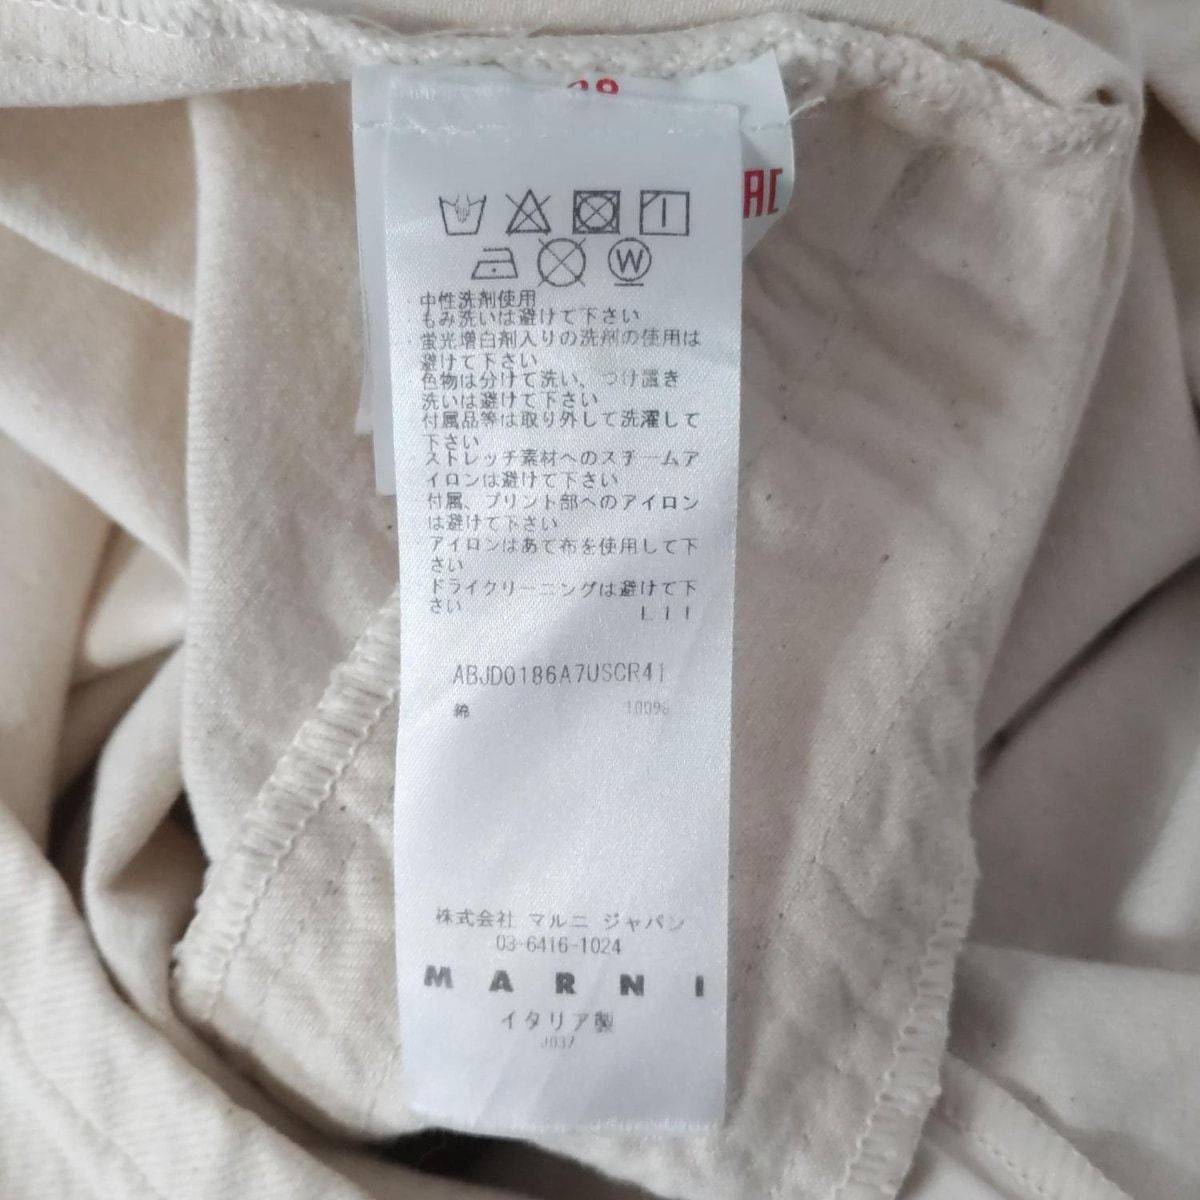 38
EAC
W
・中性洗剤使用
もみ洗いは避けて下さい
・蛍光増白剤入りの洗剤の使用は
避けて下さい
色物は分けて洗い、つけ置き
洗いは避けて下さい
付属品等は取り外して洗濯して
下さい
・ストレッチ素材へのスチームア
イロンは避けて下さい
付属、プリント部へのアイロン
は避けて下さい
アイロンはあて布を使用して下
さい
ドライクリーニングは避けて下
さい
LII
ABJD0186A7USCR41
綿 100%
株式会社 マルニ ジャパン
03-6416-1024
MARNI
イタリア製
J037